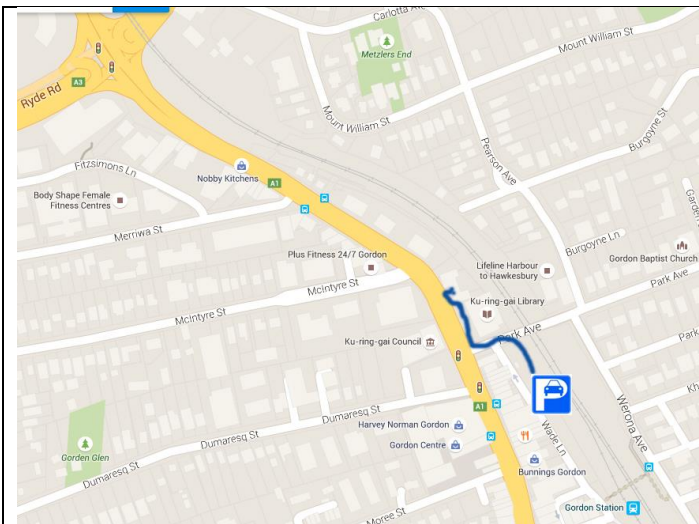 Carlotta Ave
Metzlers End
Mount William St
Ryde Rd
A3
Mount William St
Pearson Ave
Burgoyne St
Fitzsimons Ln
Nobby Kitchens
A1
Body Shape Female
Fitness Centres
Merriwa St
Burgoyne Ln
Gordon Baptist Church
Plus Fitness 24/7 Gordon
Lifeline Harbour
to Hawkesbury
McIntyre St
Ku-ring-gai Library
Park Ave
McIntyre St
Park Ave
Ku-ring-gai Council
P
A1
Werona Ave
Dumaresq St
Harvey Norman Gordon
Wade Ln
Dumaresq St
Gordon Centre
Gorden Glen
Bunnings Gordon
Dumaresq St
Moree St
Gordon Station